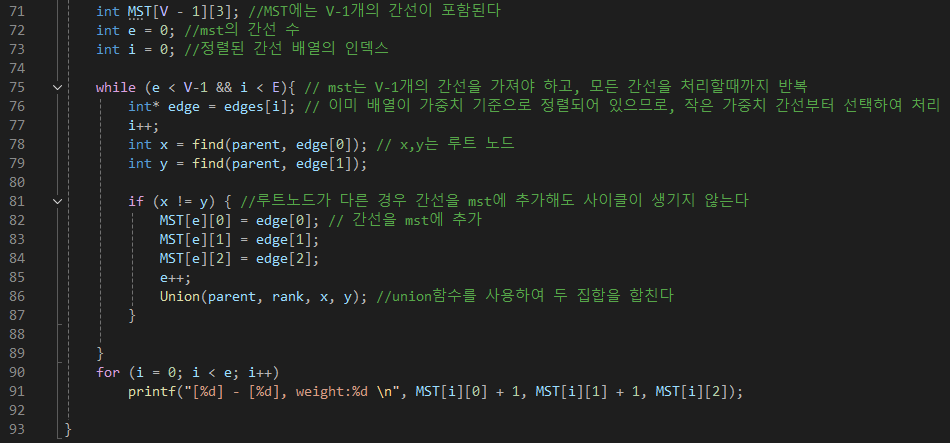 71 int MST[V - 1][3]; //MST에는 V-1개의 간선이 포함된다
72 int e = 0; //mst의 간선 수
73 int i = 0; //정렬된 간선 배열의 인덱스
74
75 while (e < V-1 && i < E){ // mst는 V-1개의 간선을 가져야 하고, 모든 간선을 처리할때까지 반복
76 int* edge = edges[i]; // 이미 배열이 가중치 기준으로 정렬되어 있으므로, 작은 가중치 간선부터 선택하여 처리
77 i++;
78 int x = find(parent, edge[0]); // x,y는 루트 노드
79 int y = find(parent, edge[1]);
80
81 if (x != y) { //루트노드가 다른 경우 간선을 mst에 추가해도 사이클이 생기지 않는다
82 MST[e][0] = edge[0]; // 간선을 mst에 추가
83 MST[e][1] = edge[1];
84 MST[e][2] = edge[2];
85 e++;
86 Union(parent, rank, x, y); //union함수를 사용하여 두 집합을 합친다
87 }
88
89 }
90 for (i = 0; i < e; i++)
91 printf("[%d] - [%d], weight:%d \n", MST[i][0] + 1, MST[i][1] + 1, MST[i][2]);
92
93 }